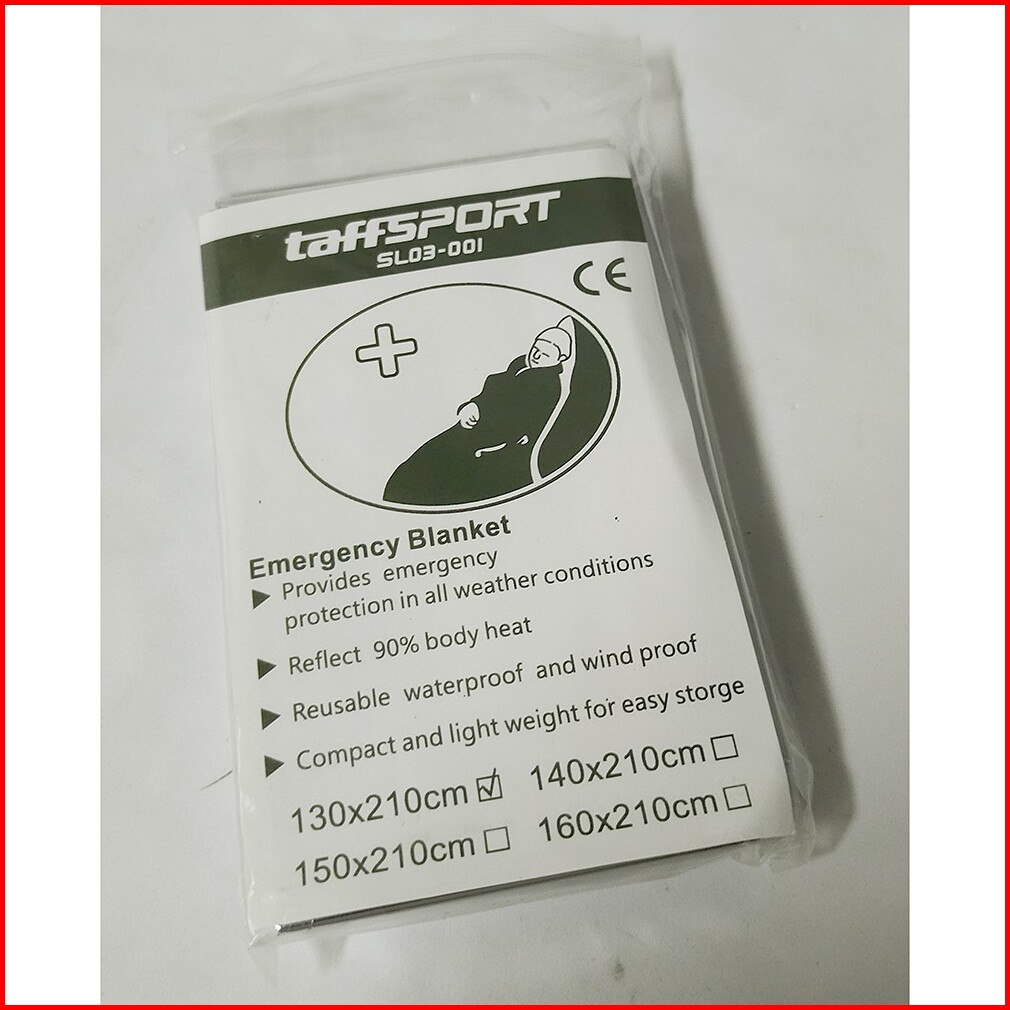 taffSPORT
SL03-001
CE
Emergency Blanket
Provides emergency
protection in all weather conditions
Reflect 90% body heat
Reusable waterproof and wind proof
Compact and light weight for easy storge
130x210cm ☑ 140x210cm ☐
150x210cm ☐ 160x210cm ☐